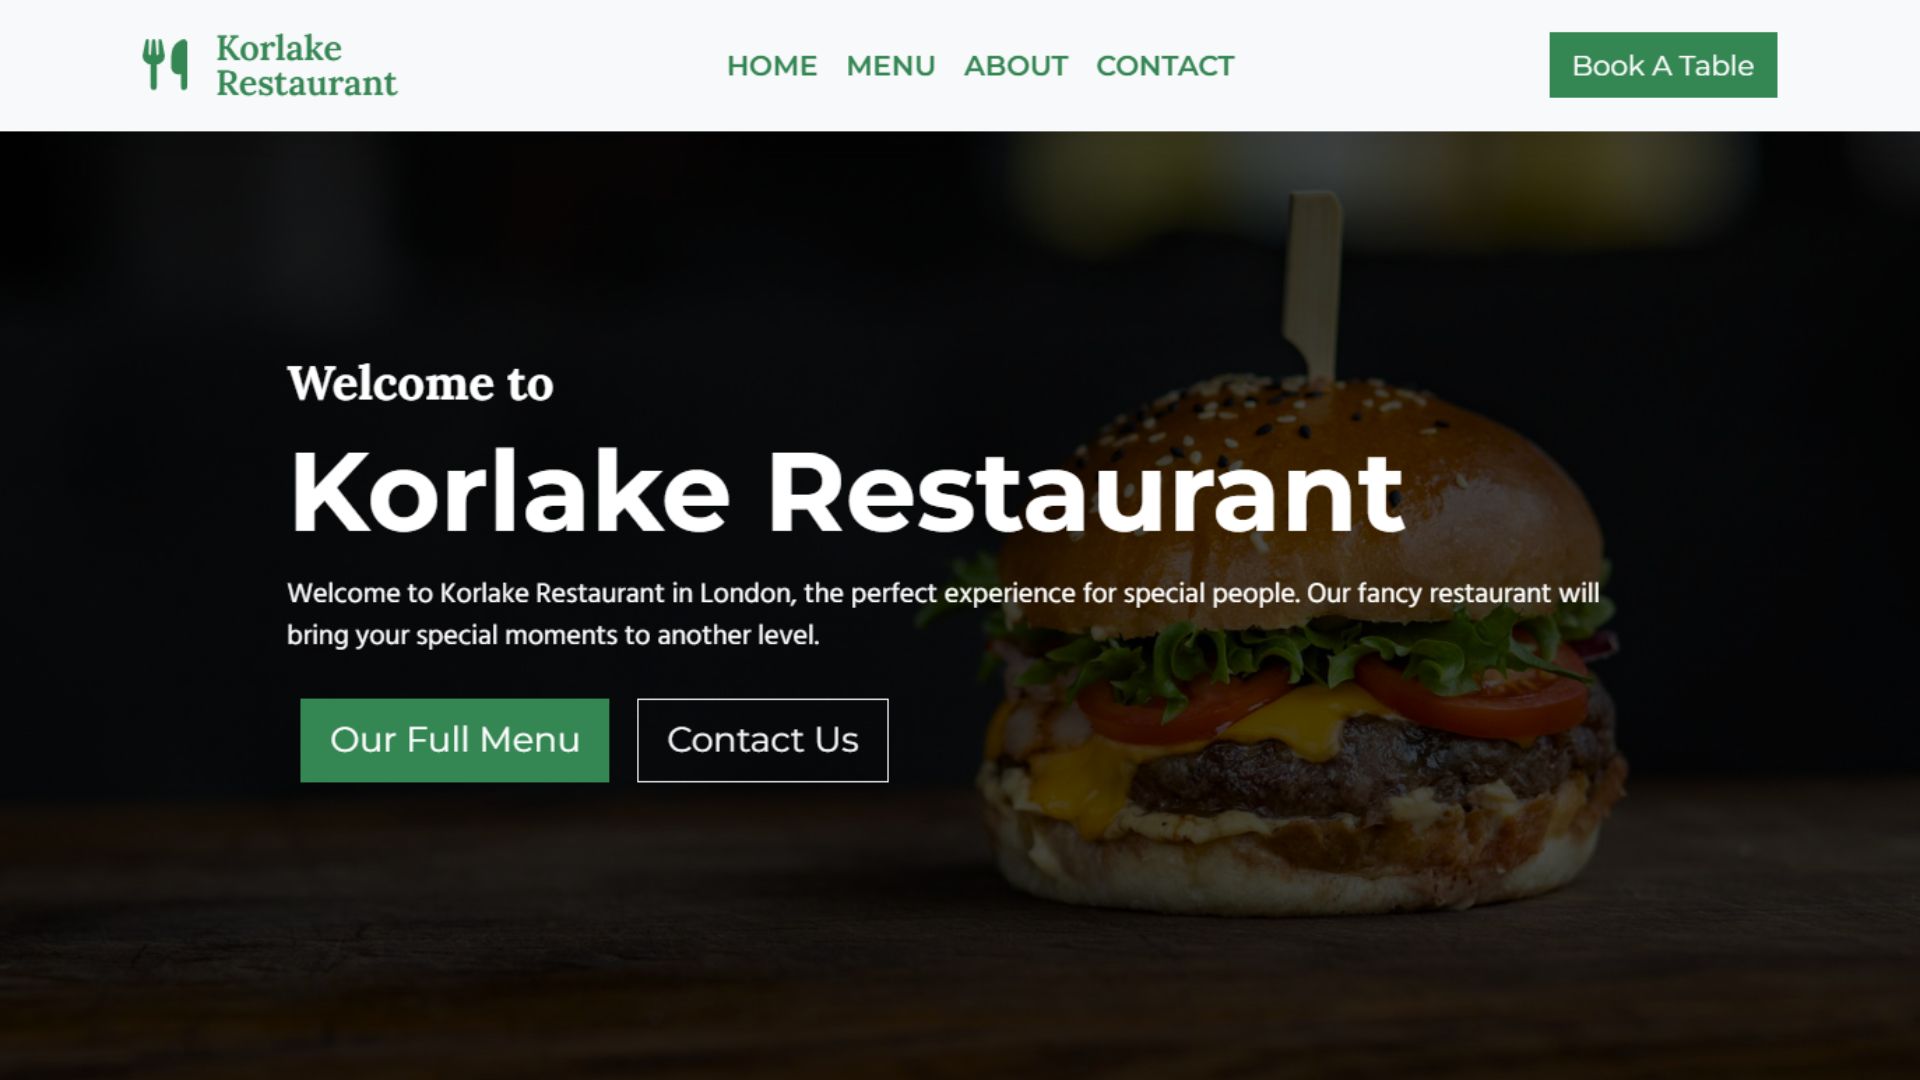 Korlake
Restaurant
HOME MENU ABOUT CONTACT
Book A Table
Welcome to
Korlake Restaurant
Welcome to Korlake Restaurant in London, the perfect experience for special people. Our fancy restaurant will
bring your special moments to another level.
Our Full Menu
Contact Us